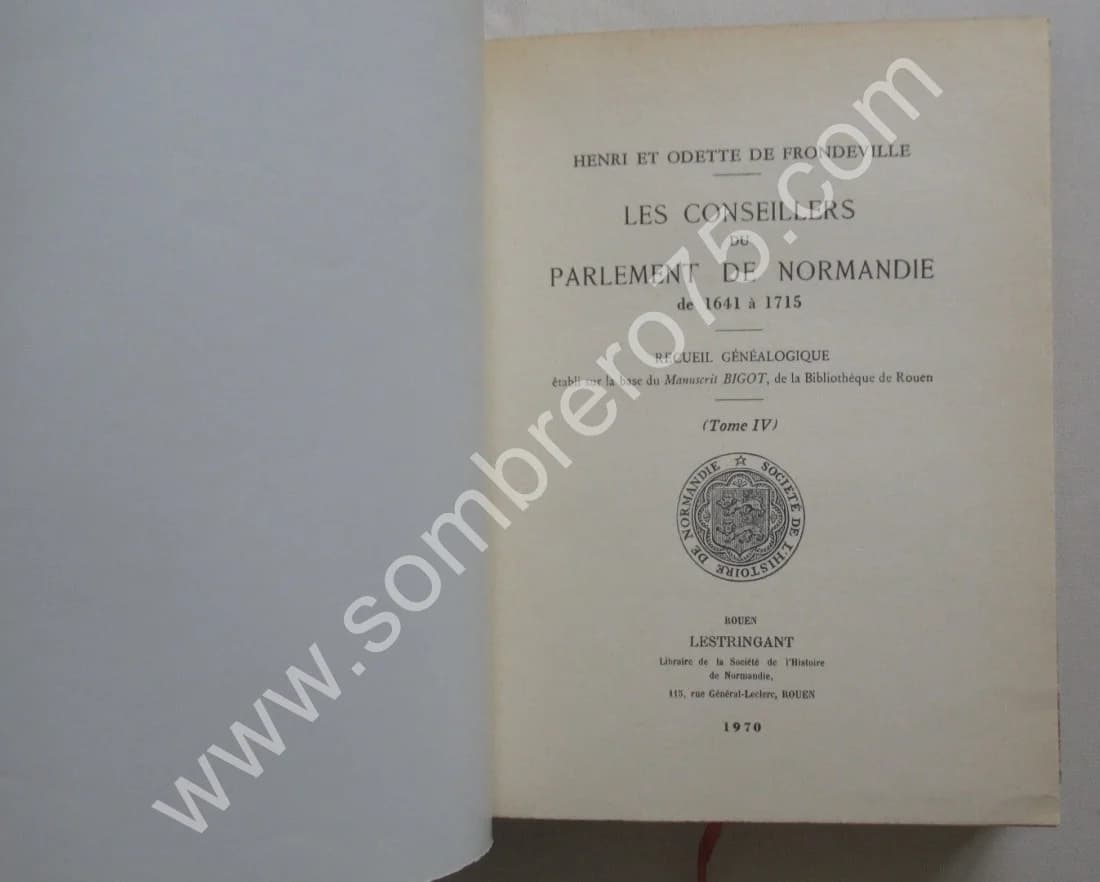 HENRI ET ODETTE DE FRONDEVILLE
LES CONSEILLERS
DU
PARLEMENT DE NORMANDIE
de 1641 à 1715
RECUEIL GÉNÉALOGIQUE
établi sur la base du Manuscrit BIGOT, de la Bibliothèque de Rouen
(Tome IV)
SOCIÉTÉ DE L'HISTOIRE DE NORMANDIE
ROUEN
LESTRINGANT
Libraire de la Société de l'Histoire
de Normandie,
115, rue Général-Leclerc, ROUEN
1970
www.sombrero75.com